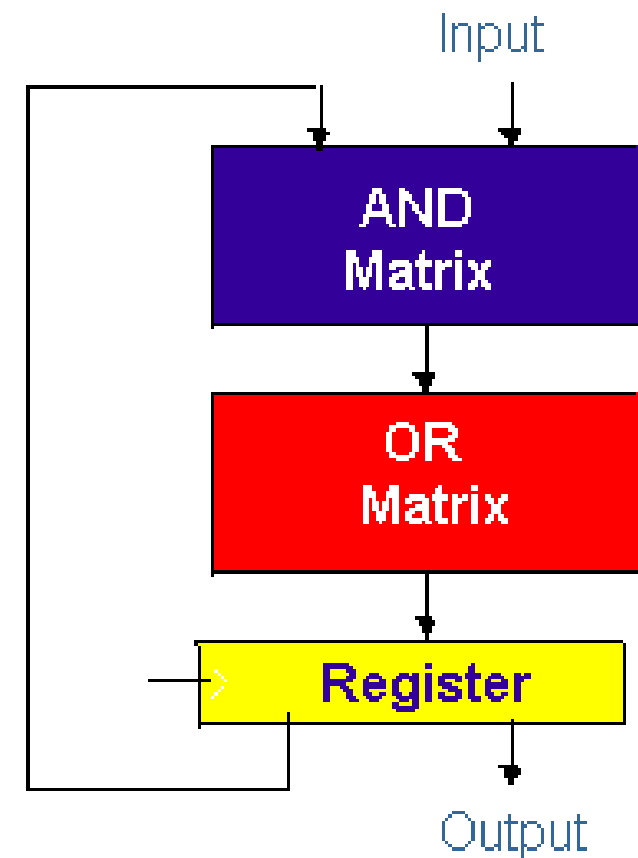 Input
AND
Matrix
OR
Matrix
Register
Output